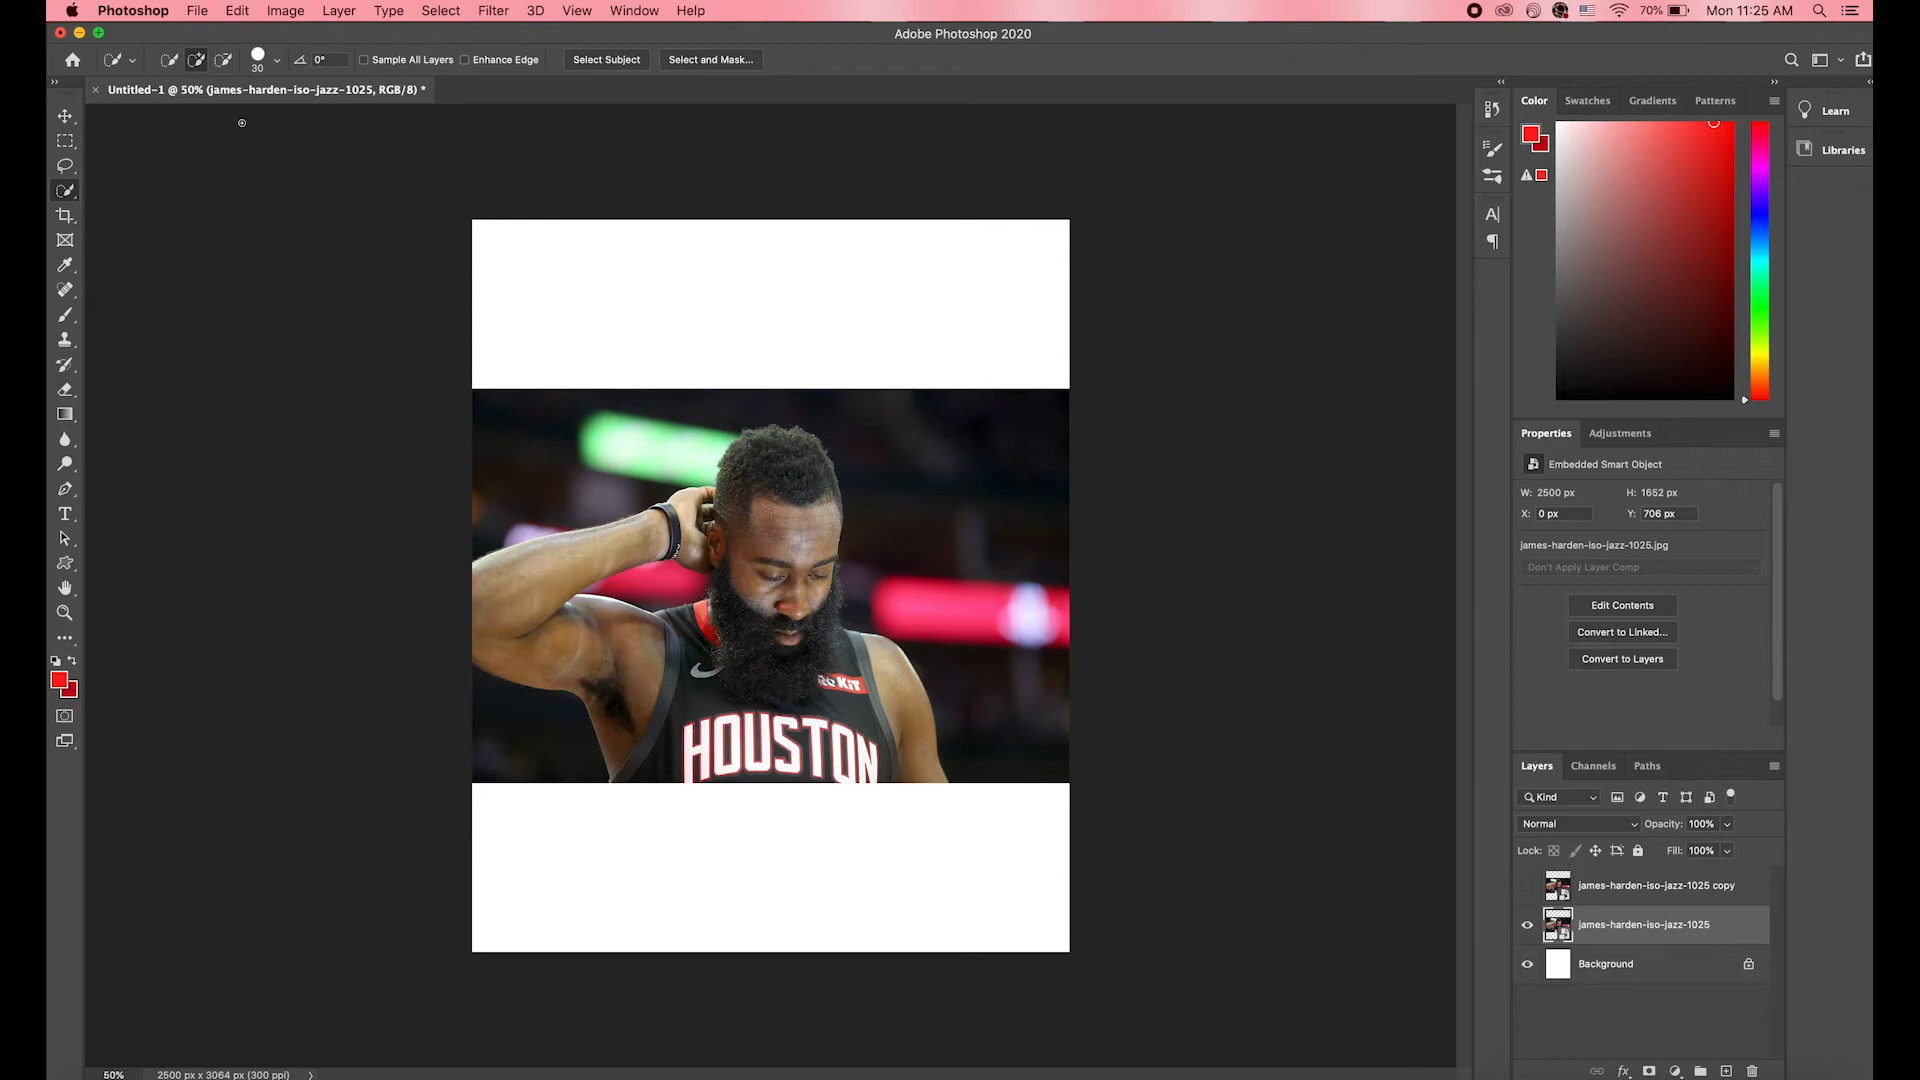 Photoshop File Edit Image Layer Type Select Filter 3D View Window Help 70% Mon 11:25 AM
Adobe Photoshop 2020
30 0° Sample All Layers Enhance Edge Select Subject Select and Mask...
Untitled-1 @ 50% (james-harden-iso-jazz-1025, RGB/8) *
Color Swatches Gradients Patterns
Learn
Libraries
Properties Adjustments
Embedded Smart Object
W: 2500 px H: 1652 px
X: 0 px Y: 706 px
james-harden-iso-jazz-1025.jpg
Don't Apply Layer Comp
Edit Contents
Convert to Linked...
Convert to Layers
KIT
HOUSTON
Layers Channels Paths
Kind
Normal Opacity: 100%
Lock: Fill: 100%
james-harden-iso-jazz-1025 copy
james-harden-iso-jazz-1025
Background
50% 2500 px x 3064 px (300 ppi)